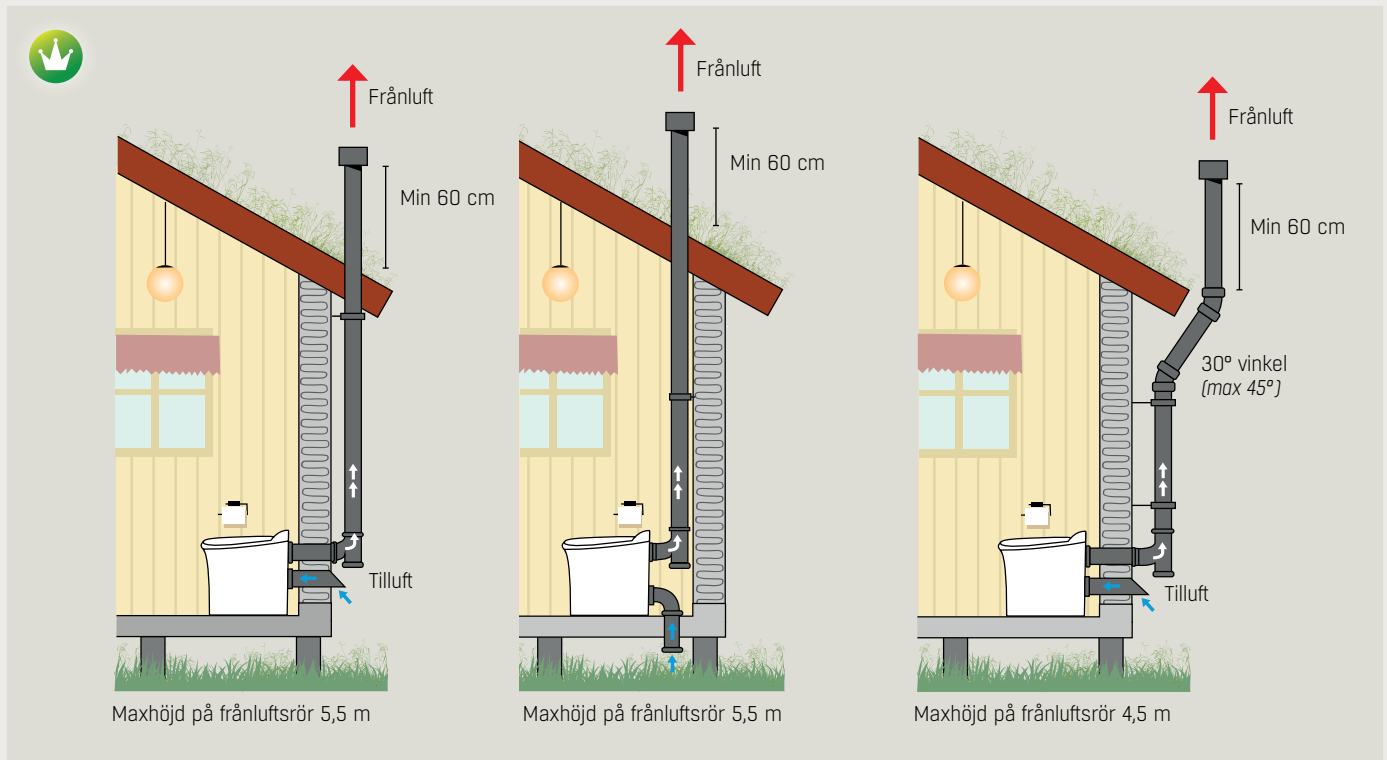 Frånluft
Min 60 cm
Tilluft
Maxhöjd på frånluftsrör 5,5 m
Frånluft
Min 60 cm
Maxhöjd på frånluftsrör 5,5 m
Frånluft
Min 60 cm
30° vinkel
(max 45°)
Tilluft
Maxhöjd på frånluftsrör 4,5 m